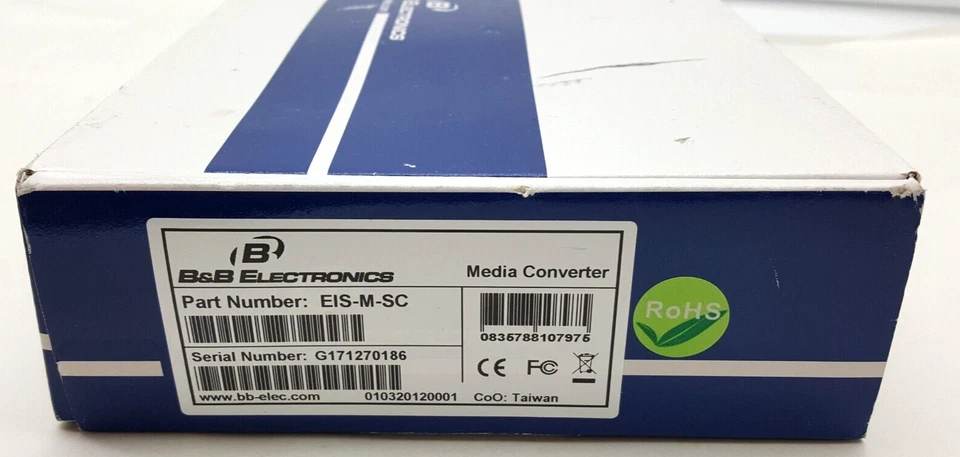 B
ELECTRONICS
B
B&B ELECTRONICS
Media Converter
Part Number: EIS-M-SC
0835788107975
Serial Number: G171270186
CE FC
www.bb-elec.com 010320120001 CoO: Taiwan
RoHS